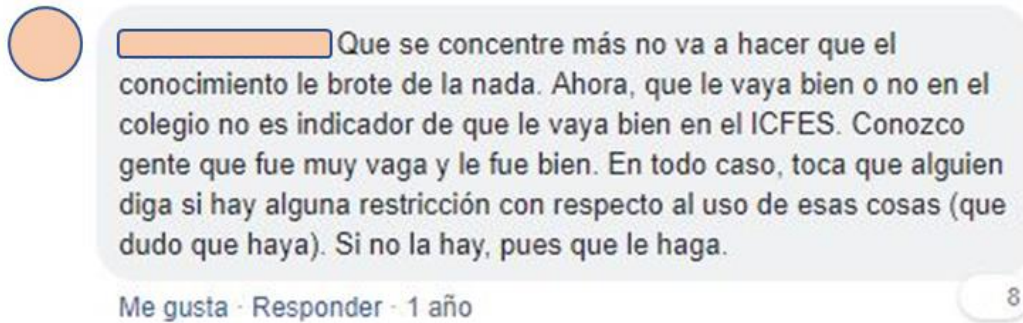 Que se concentre más no va a hacer que el
conocimiento le brote de la nada. Ahora, que le vaya bien o no en el
colegio no es indicador de que le vaya bien en el ICFES. Conozco
gente que fue muy vaga y le fue bien. En todo caso, toca que alguien
diga si hay alguna restricción con respecto al uso de esas cosas (que
dudo que haya). Si no la hay, pues que le haga.
Me gusta · Responder · 1 año
8